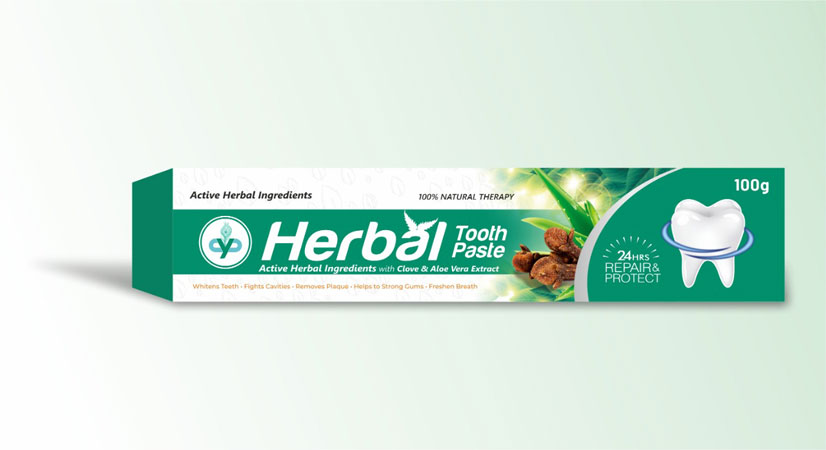 Active Herbal Ingredients
100% NATURAL THERAPY
100g
Herbal Tooth Paste
Active Herbal Ingredients with Clove & Aloe Vera Extract
Whitens Teeth • Fights Cavities • Removes Plaque • Helps to Strong Gums • Freshen Breath
24HRS
REPAIR&
PROTECT